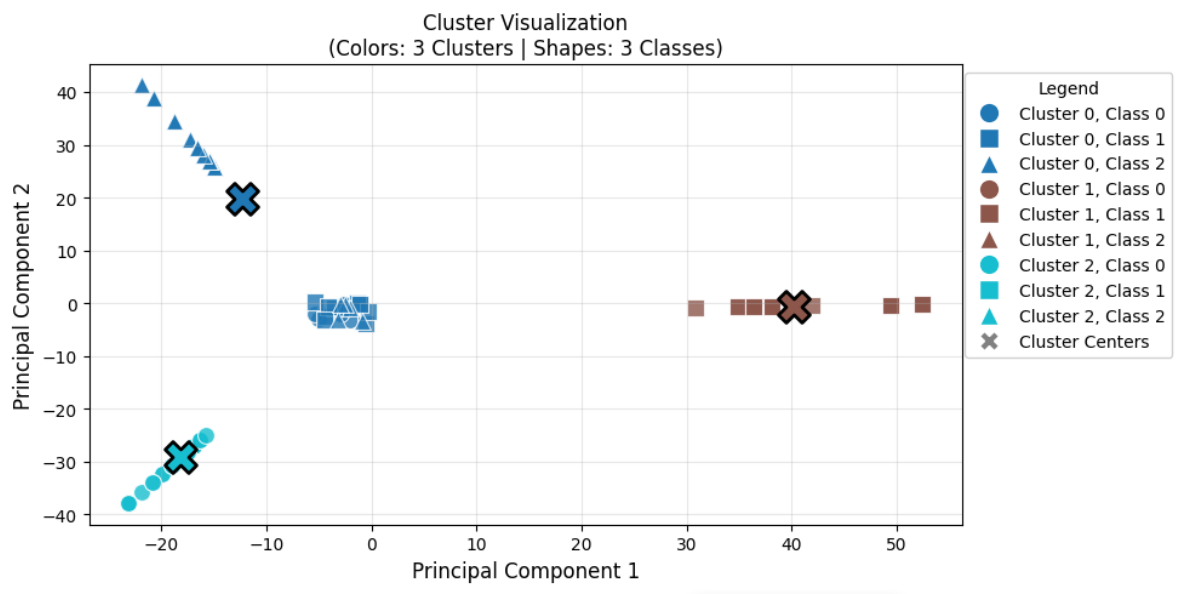 Cluster Visualization
(Colors: 3 Clusters | Shapes: 3 Classes)
Principal Component 2
40
30
20
10
0
−10
−20
−30
−40
−20
−10
0
10
20
30
40
50
Principal Component 1
Legend
Cluster 0, Class 0
Cluster 0, Class 1
Cluster 0, Class 2
Cluster 1, Class 0
Cluster 1, Class 1
Cluster 1, Class 2
Cluster 2, Class 0
Cluster 2, Class 1
Cluster 2, Class 2
Cluster Centers